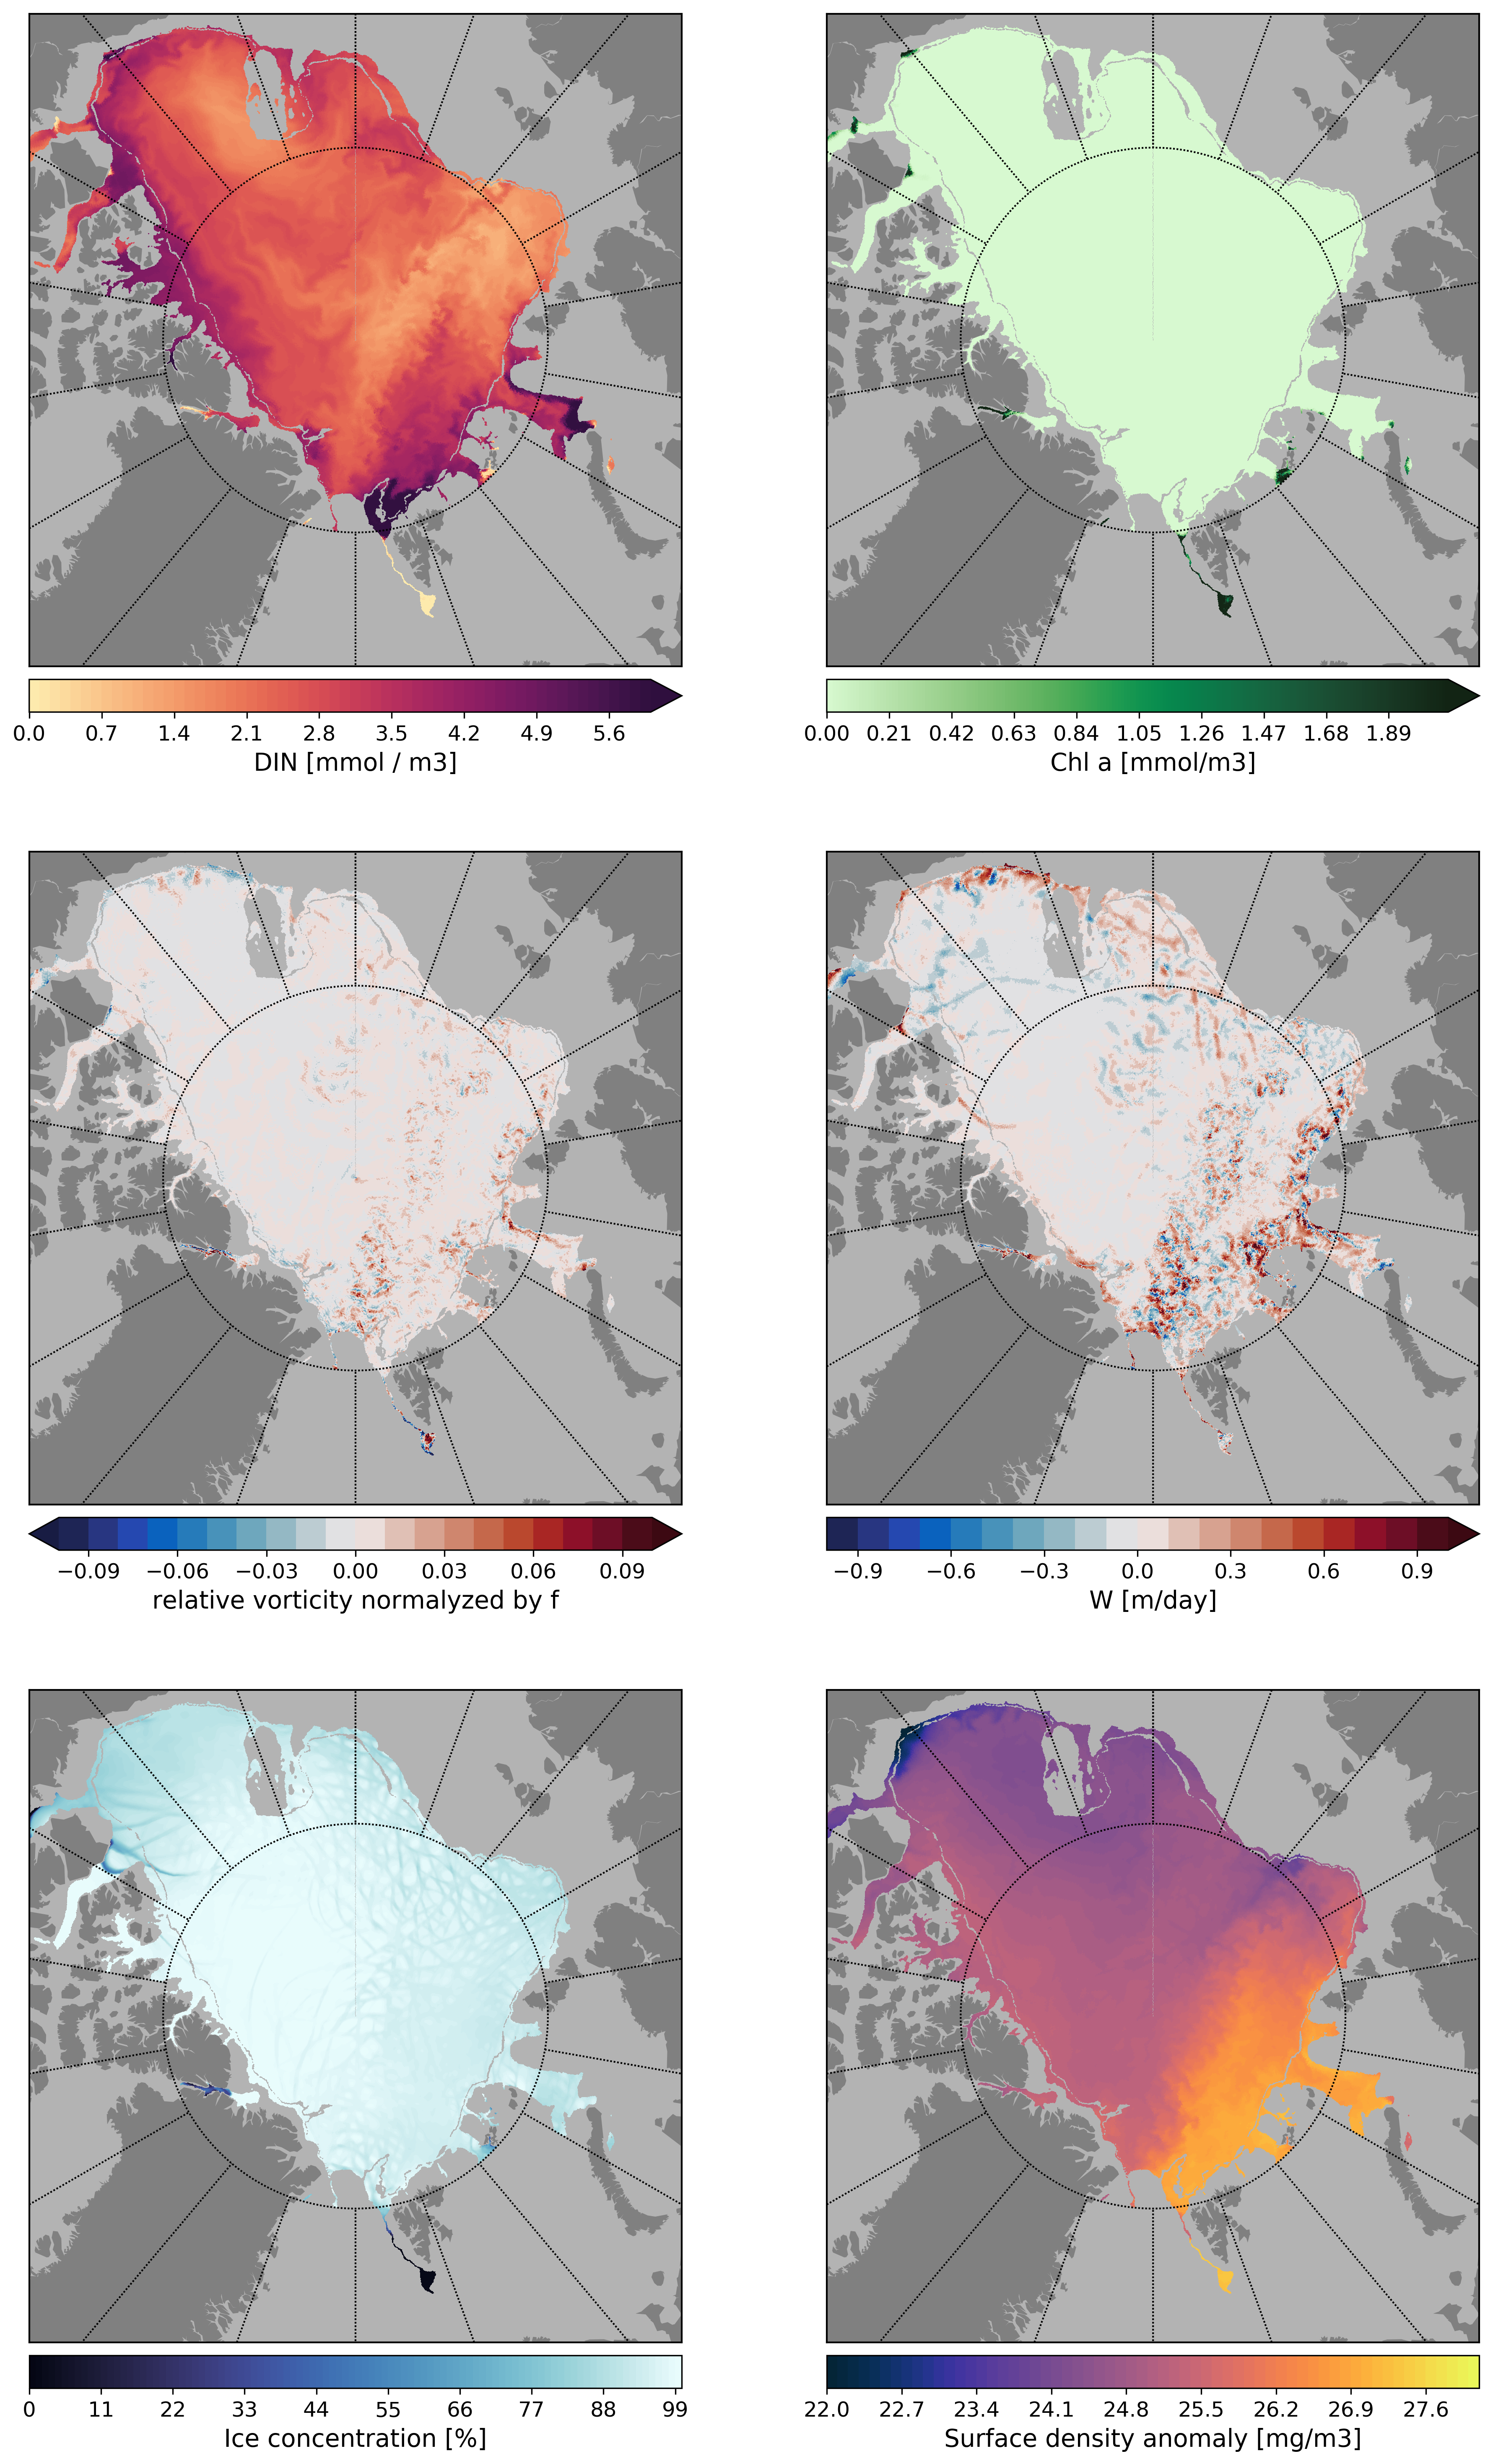 0.0 0.7 1.4 2.1 2.8 3.5 4.2 4.9 5.6
DIN [mmol / m3]
0.00 0.21 0.42 0.63 0.84 1.05 1.26 1.47 1.68 1.89
Chl a [mmol/m3]
−0.09 −0.06 −0.03 0.00 0.03 0.06 0.09
relative vorticity normalyzed by f
−0.9 −0.6 −0.3 0.0 0.3 0.6 0.9
W [m/day]
0 11 22 33 44 55 66 77 88 99
Ice concentration [%]
22.0 22.7 23.4 24.1 24.8 25.5 26.2 26.9 27.6
Surface density anomaly [mg/m3]